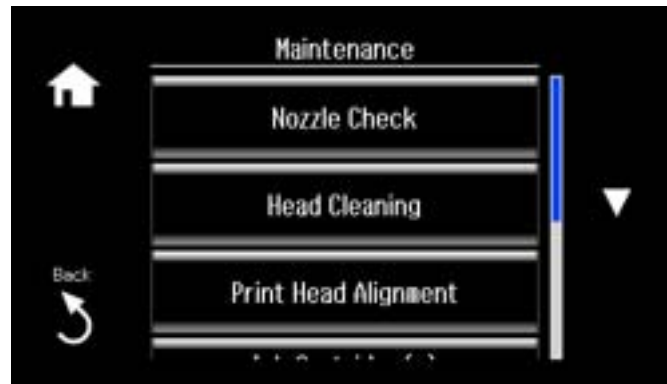 Maintenance
Nozzle Check
Head Cleaning
Back
Print Head Alignment